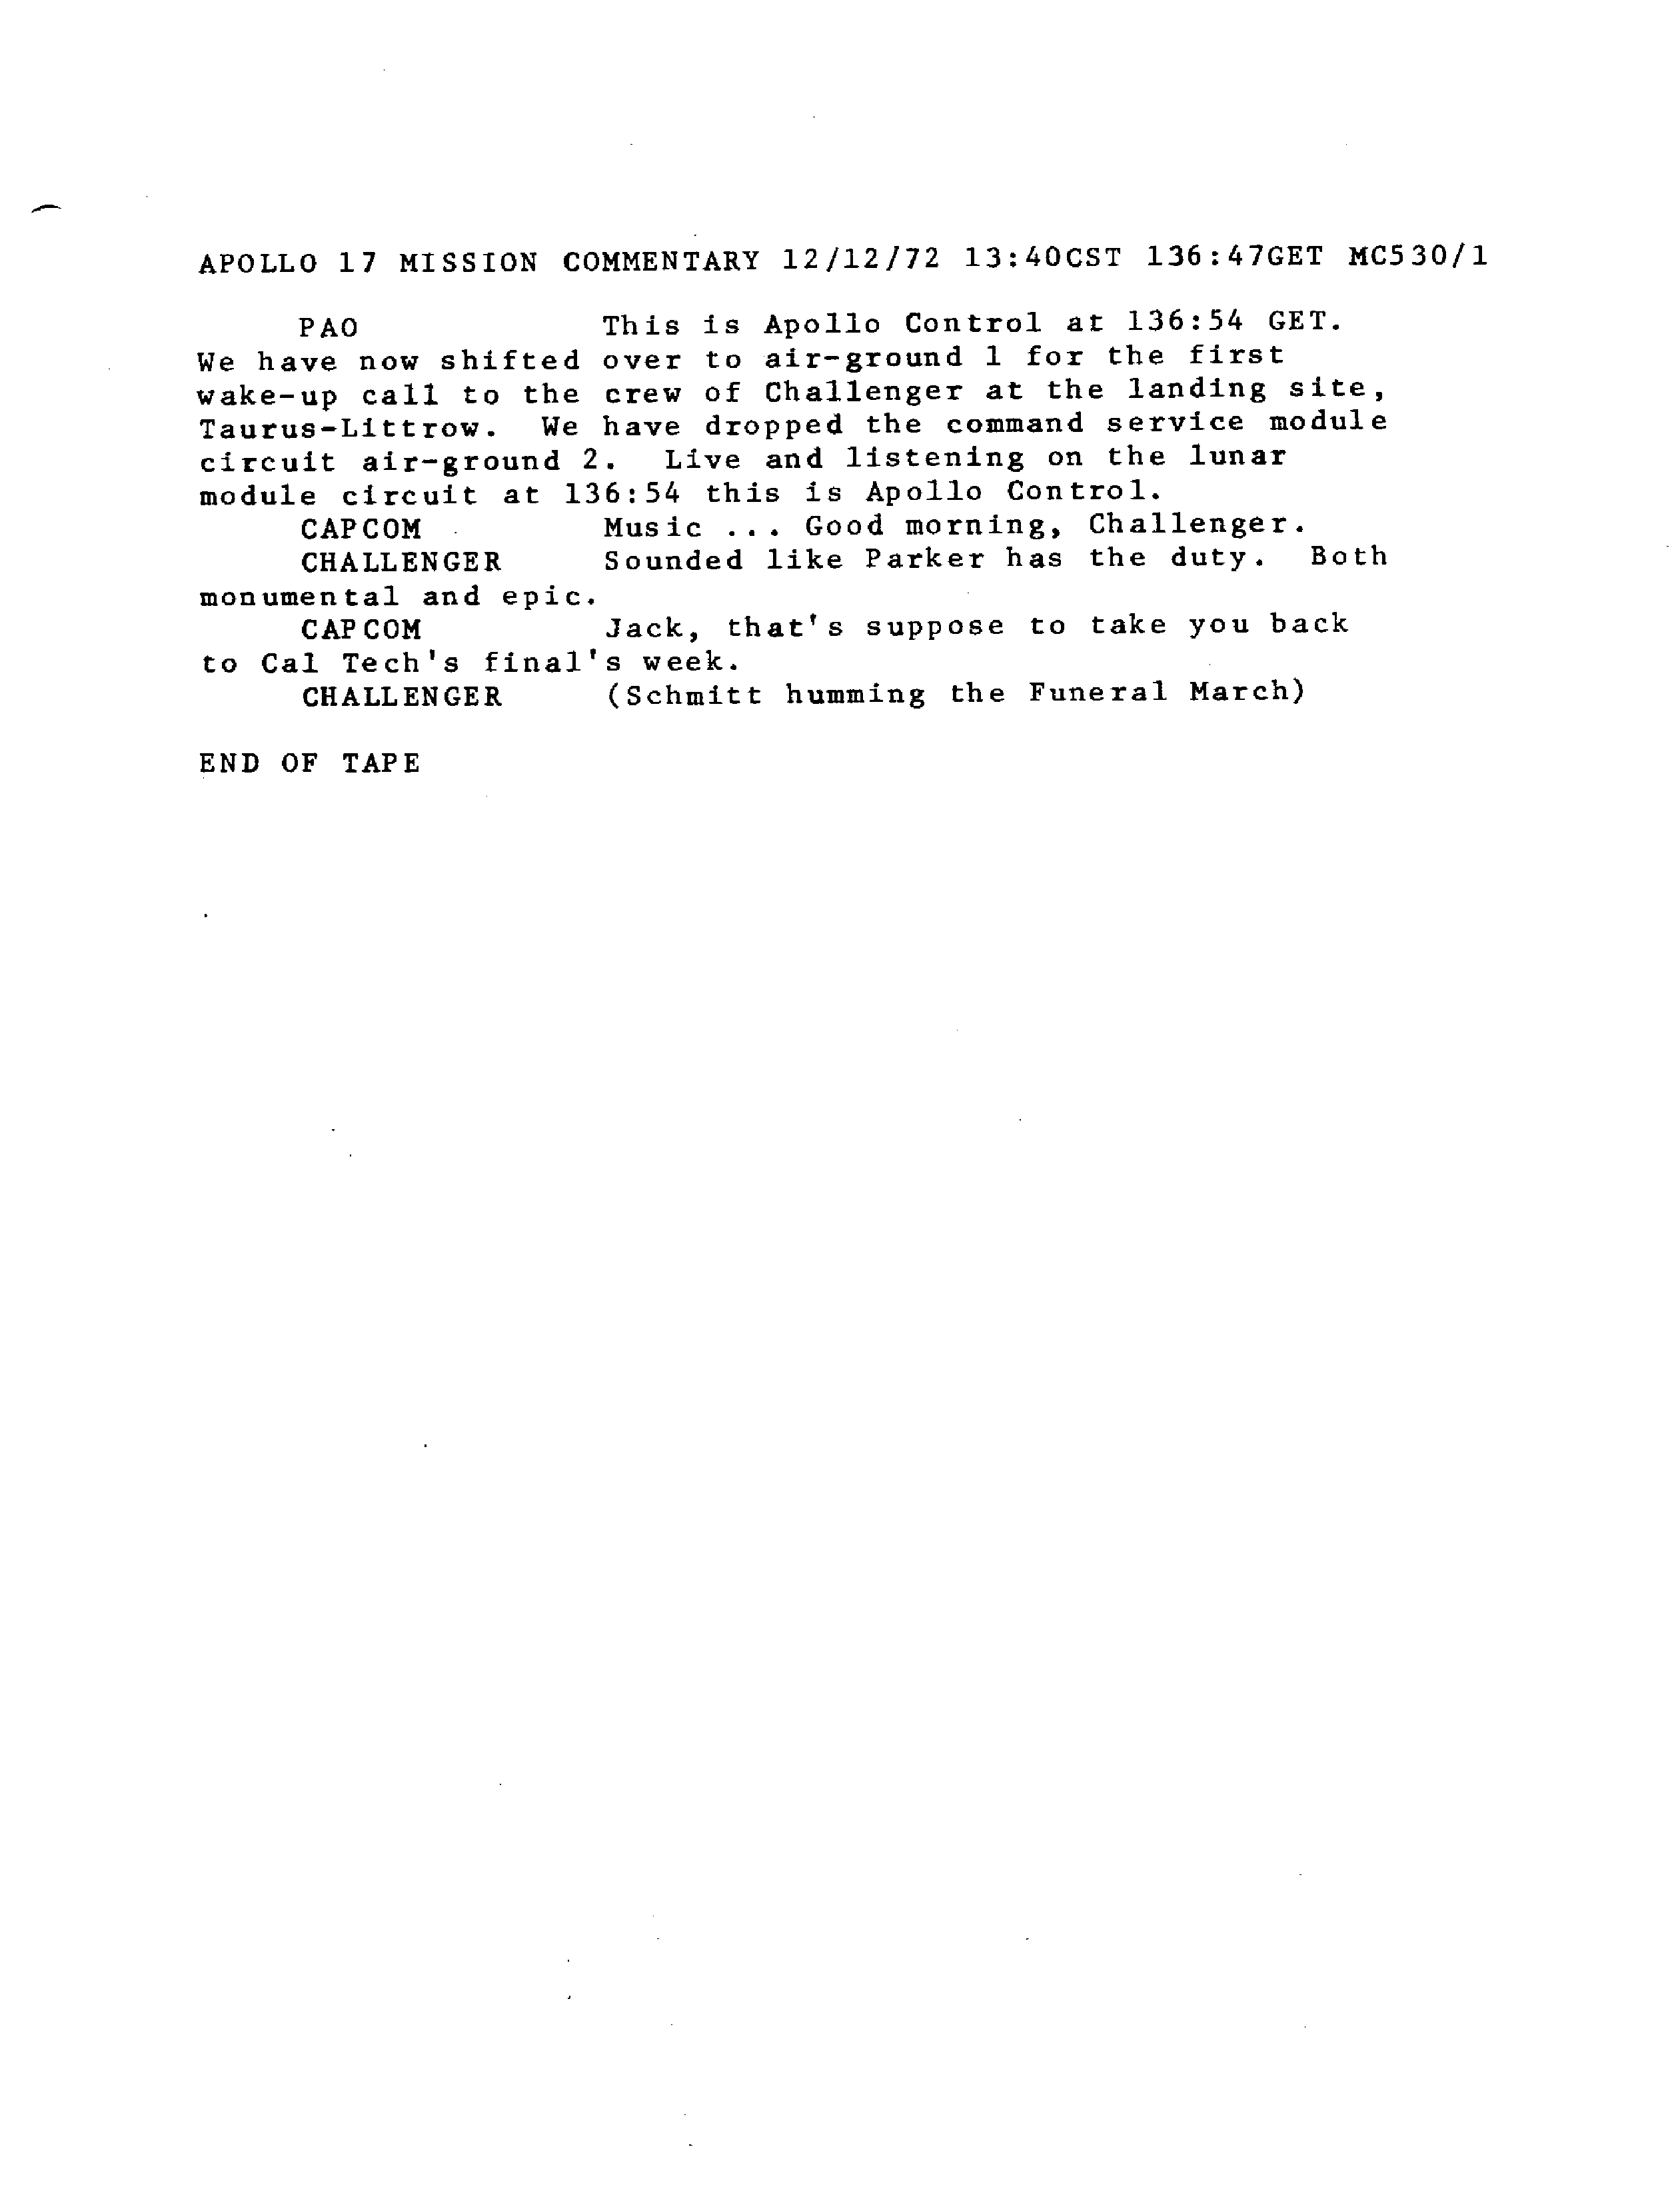 APOLLO 17 MISSION COMMENTARY 12/12/72 13:40CST 136:47GET MC530/1
PAO This is Apollo Control at 136:54 GET.
We have now shifted over to air-ground 1 for the first
wake-up call to the crew of Challenger at the landing site,
Taurus-Littrow. We have dropped the command service module
circuit air-ground 2. Live and listening on the lunar
module circuit at 136:54 this is Apollo Control.
CAPCOM Music ... Good morning, Challenger.
CHALLENGER Sounded like Parker has the duty. Both
monumental and epic.
CAPCOM Jack, that's suppose to take you back
to Cal Tech's final's week.
CHALLENGER (Schmitt humming the Funeral March)
END OF TAPE